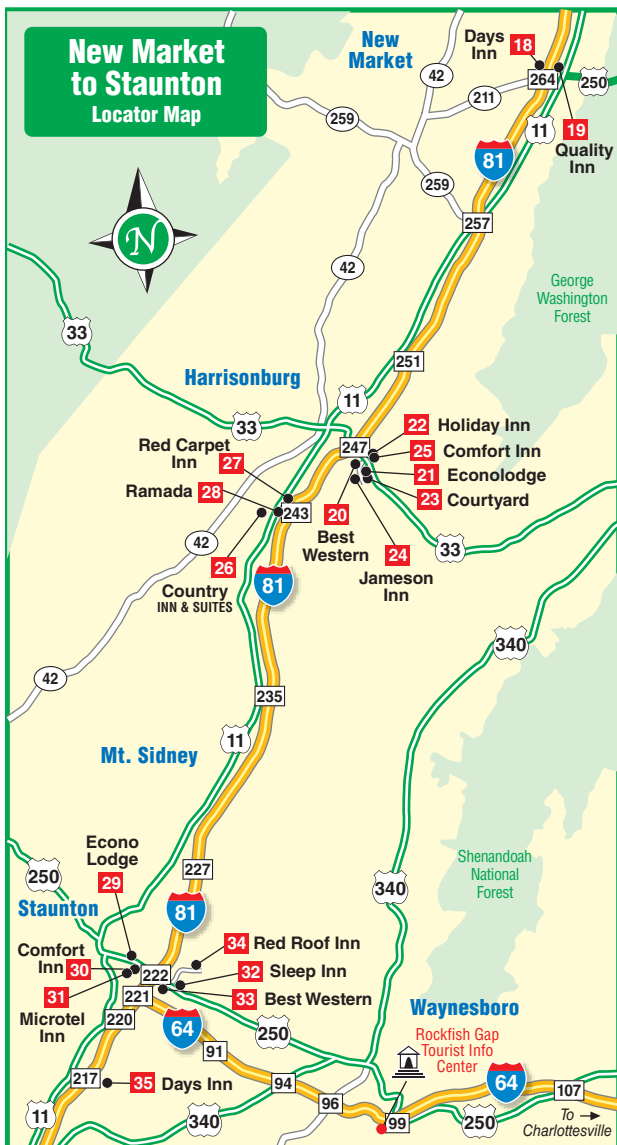 New Market
to Staunton
Locator Map
New
Market
Days
Inn
18
42
264
250
211
259
11
19
Quality
Inn
81
259
257
N
42
George
Washington
Forest
33
251
Harrisonburg
11
33
247
22 Holiday Inn
25 Comfort Inn
21 Econolodge
23 Courtyard
Red Carpet
Inn
27
Ramada 28
243
20
Best
Western
24
Jameson
Inn
33
42
26
Country
INN & SUITES
81
340
42
235
11
Mt. Sidney
Econo
Lodge
29
250
227
340
Shenandoah
National
Forest
Staunton
81
34 Red Roof Inn
Comfort
Inn 30
222
32 Sleep Inn
31
Microtel
Inn
221
33 Best Western
220
64
250
Waynesboro
Rockfish Gap
Tourist Info
Center
91
217
35 Days Inn
94
64
107
96
11
340
99
250
To
Charlottesville